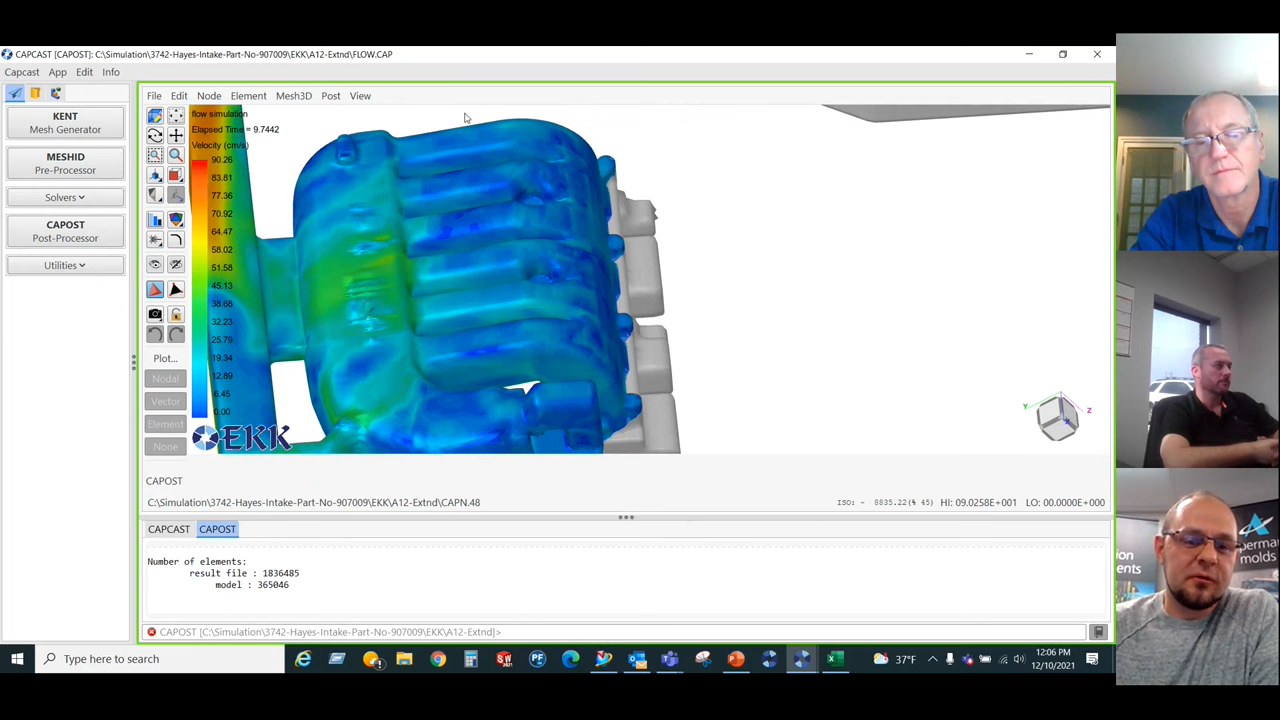 CAPCAST [CAPOST]: C:\Simulation\3742-Hayes-Intake-Part-No-907009\EKK\A12-Extnd\FLOW.CAP
Capcast App Edit Info
KENT
Mesh Generator
MESHID
Pre-Processor
Solvers
CAPOST
Post-Processor
Utilities
File Edit Node Element Mesh3D Post View
flow simulation
Elapsed Time = 9.7442
Velocity (cm/s)
90.26
83.81
77.36
70.92
64.47
58.02
51.58
45.13
38.68
32.23
25.79
19.34
12.89
6.45
0.00
Plot...
Nodal
Vector
Element
None
EKK
Y
Z
CAPOST
C:\Simulation\3742-Hayes-Intake-Part-No-907009\EKK\A12-Extnd\CAPN.48
ISO: - 8835.22(% 45) HI: 09.0258E+001 LO: 00.0000E+000
CAPCAST CAPOST
Number of elements:
result file : 1836485
model : 365046
CAPOST [C:\Simulation\3742-Hayes-Intake-Part-No-907009\EKK\A12-Extnd]>
Type here to search
37°F
12:06 PM
12/10/2021
molds